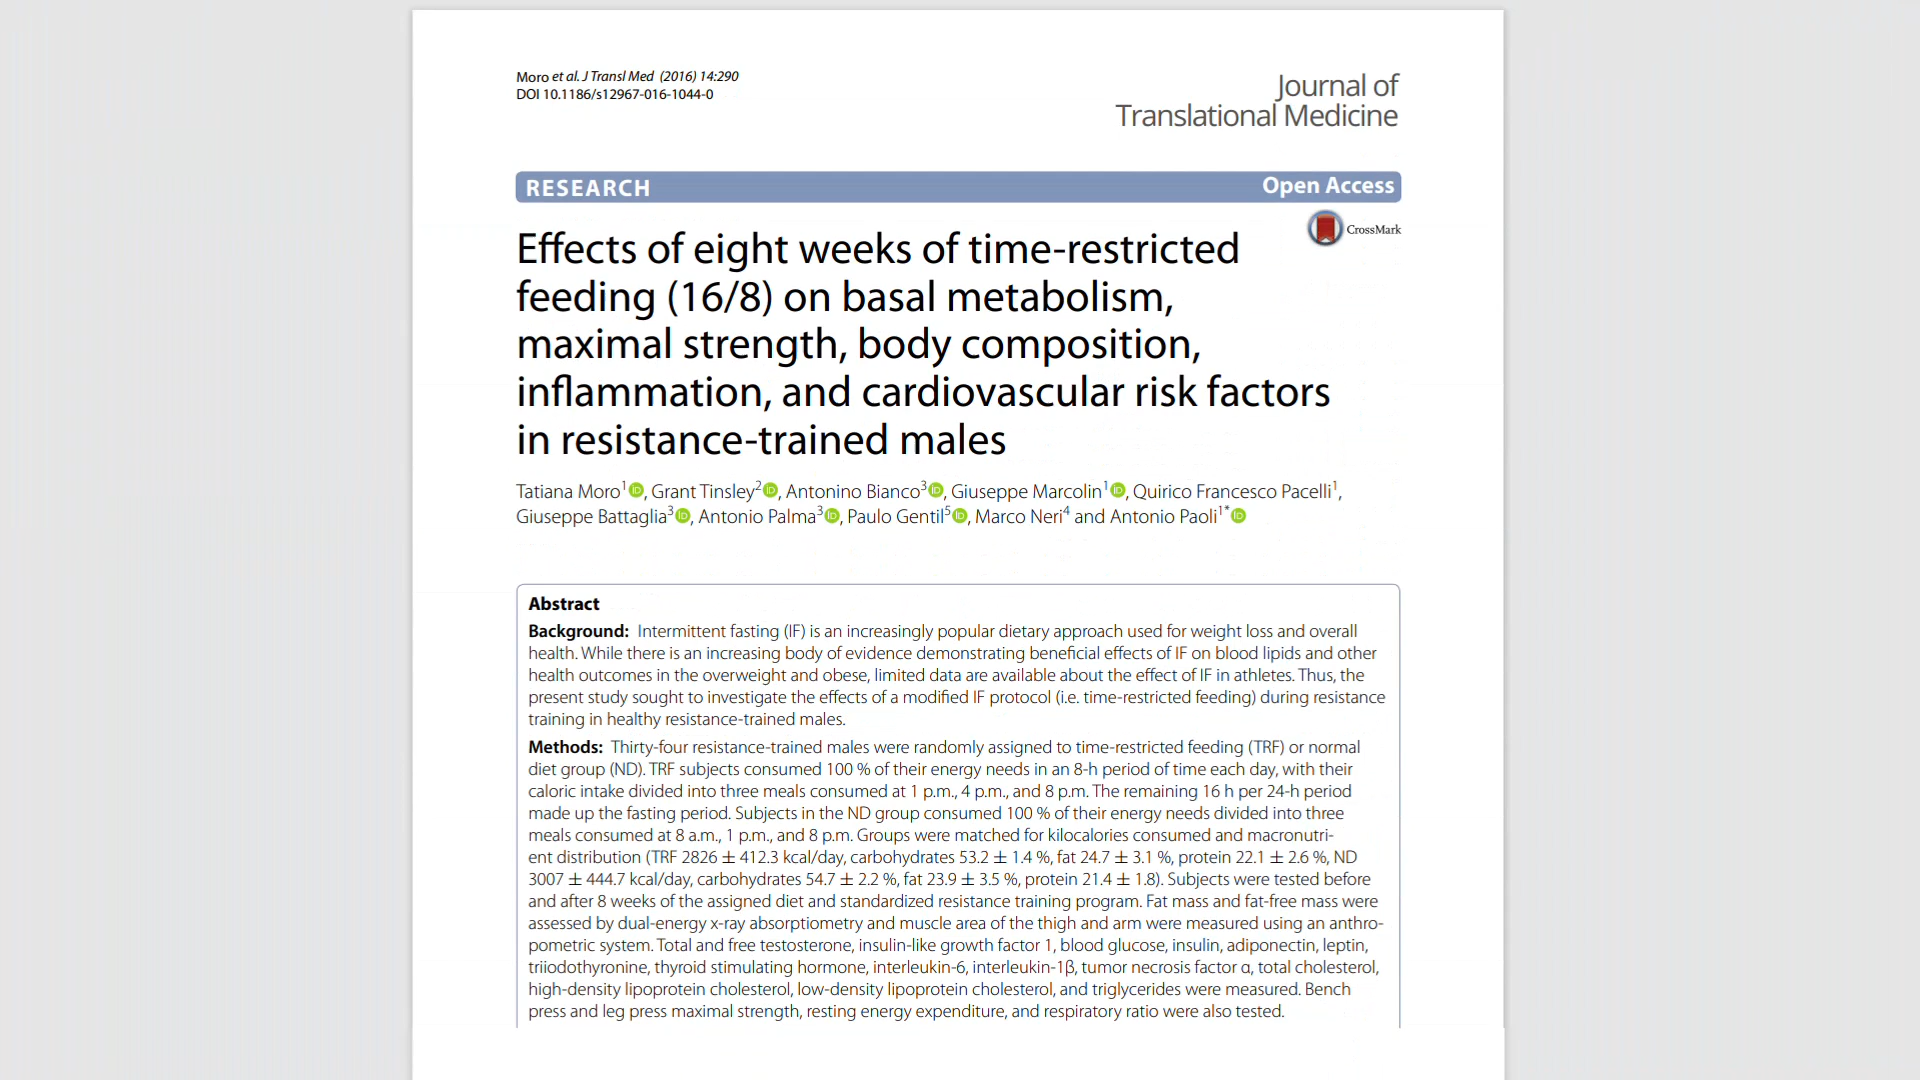 Moro et al. J Transl Med (2016) 14:290
DOI 10.1186/s12967-016-1044-0
Journal of
Translational Medicine
RESEARCH
Open Access
CrossMark
Effects of eight weeks of time-restricted
feeding (16/8) on basal metabolism,
maximal strength, body composition,
inflammation, and cardiovascular risk factors
in resistance-trained males
Tatiana Moro1 iD, Grant Tinsley2 iD, Antonino Bianco3 iD, Giuseppe Marcolin1 iD, Quirico Francesco Pacelli1,
Giuseppe Battaglia3 iD, Antonio Palma3 iD, Paulo Gentil5 iD, Marco Neri4 and Antonio Paoli1* iD
Abstract
Background: Intermittent fasting (IF) is an increasingly popular dietary approach used for weight loss and overall
health. While there is an increasing body of evidence demonstrating beneficial effects of IF on blood lipids and other
health outcomes in the overweight and obese, limited data are available about the effect of IF in athletes. Thus, the
present study sought to investigate the effects of a modified IF protocol (i.e. time-restricted feeding) during resistance
training in healthy resistance-trained males.
Methods: Thirty-four resistance-trained males were randomly assigned to time-restricted feeding (TRF) or normal
diet group (ND). TRF subjects consumed 100 % of their energy needs in an 8-h period of time each day, with their
caloric intake divided into three meals consumed at 1 p.m., 4 p.m., and 8 p.m. The remaining 16 h per 24-h period
made up the fasting period. Subjects in the ND group consumed 100 % of their energy needs divided into three
meals consumed at 8 a.m., 1 p.m., and 8 p.m. Groups were matched for kilocalories consumed and macronutri-
ent distribution (TRF 2826 ± 412.3 kcal/day, carbohydrates 53.2 ± 1.4 %, fat 24.7 ± 3.1 %, protein 22.1 ± 2.6 %, ND
3007 ± 444.7 kcal/day, carbohydrates 54.7 ± 2.2 %, fat 23.9 ± 3.5 %, protein 21.4 ± 1.8). Subjects were tested before
and after 8 weeks of the assigned diet and standardized resistance training program. Fat mass and fat-free mass were
assessed by dual-energy x-ray absorptiometry and muscle area of the thigh and arm were measured using an anthro-
pometric system. Total and free testosterone, insulin-like growth factor 1, blood glucose, insulin, adiponectin, leptin,
triiodothyronine, thyroid stimulating hormone, interleukin-6, interleukin-1β, tumor necrosis factor α, total cholesterol,
high-density lipoprotein cholesterol, low-density lipoprotein cholesterol, and triglycerides were measured. Bench
press and leg press maximal strength, resting energy expenditure, and respiratory ratio were also tested.